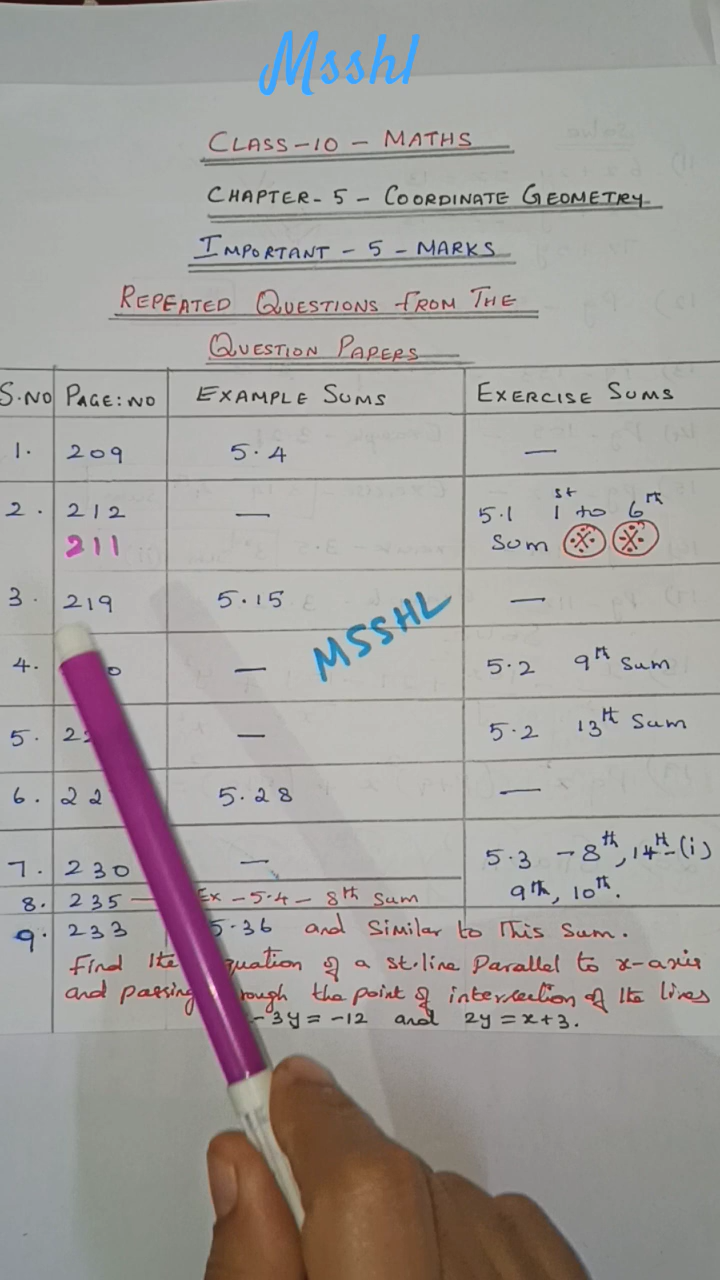 Msshl
CLASS-10 - MATHS
CHAPTER-5 - COORDINATE GEOMETRY
IMPORTANT - 5 - MARKS
REPEATED QUESTIONS FROM THE
QUESTION PAPERS
S.NO PAGE:NO EXAMPLE SUMS EXERCISE SUMS
1. 209 5.4 —
2. 212 — 5.1 1st to 6th
211 Sum
3. 219 5.15 —
MSSHL
4. — 5.2 9th Sum
5. — 5.2 13th Sum
6. 5.28 —
7. 230 — 5.3 - 8th, 14th-(i)
9th, 10th.
8. 235 — Ex - 5.4 - 8th Sum
9. 233 5.36 and Similar to This Sum.
Find the equation of a st.line Parallel to x-axis
and passing through the point of intersection of the lines
-3y = -12 and 2y = x+3.